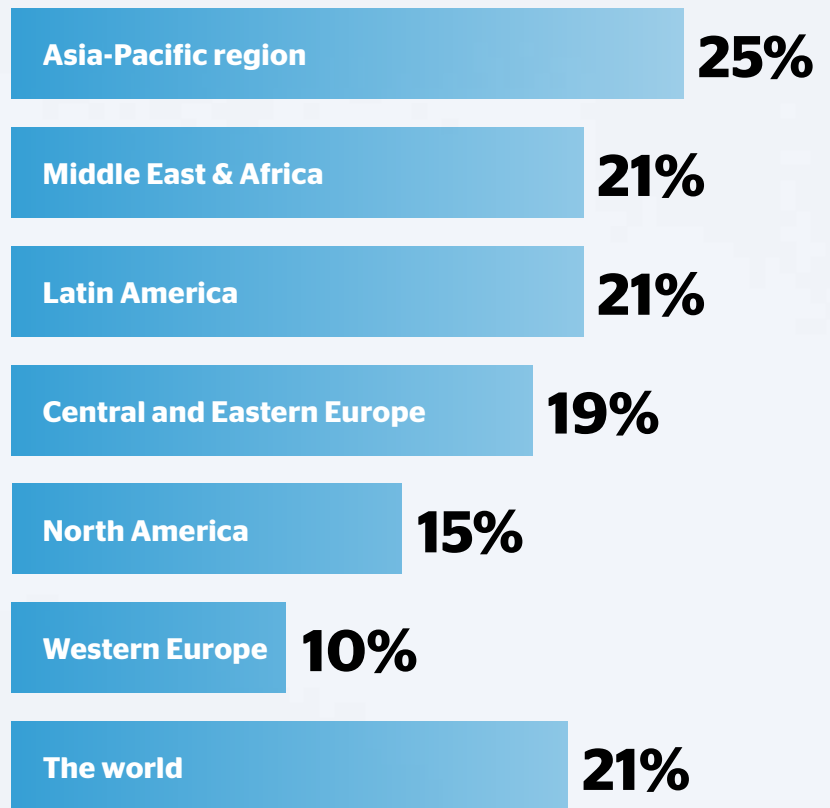 Asia-Pacific region 25%
Middle East & Africa 21%
Latin America 21%
Central and Eastern Europe 19%
North America 15%
Western Europe 10%
The world 21%